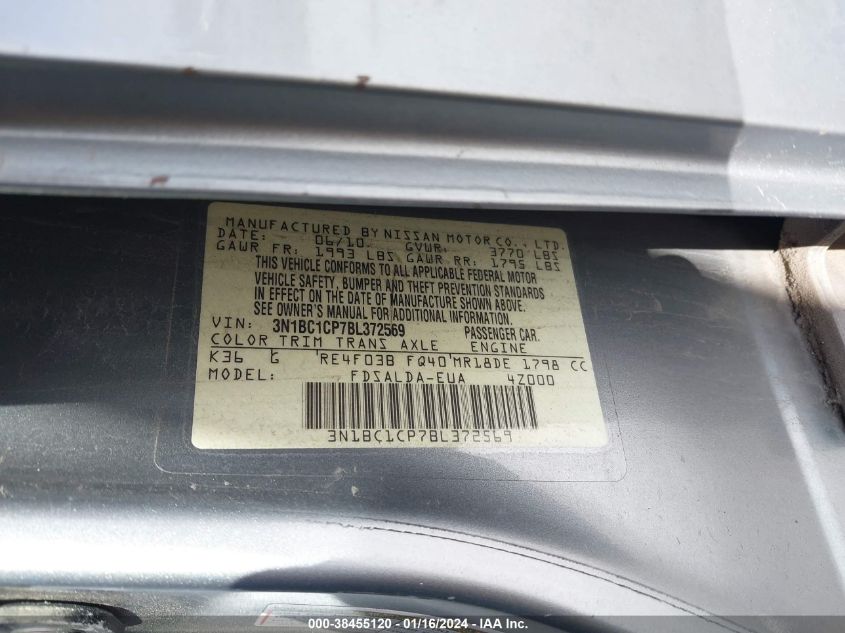 MANUFACTURED BY NISSAN MOTOR CO., LTD.
DATE: 06/10 GVWR: 3770 LBS
GAWR FR: 1993 LBS GAWR RR: 1795 LBS
THIS VEHICLE CONFORMS TO ALL APPLICABLE FEDERAL MOTOR
VEHICLE SAFETY, BUMPER AND THEFT PREVENTION STANDARDS
IN EFFECT ON THE DATE OF MANUFACTURE SHOWN ABOVE.
SEE OWNER'S MANUAL FOR ADDITIONAL INFORMATION.
VIN: 3N1BC1CP7BL372569 PASSENGER CAR.
COLOR TRIM TRANS AXLE ENGINE
K36 G RE4F03B FQ40 MR18DE 1798 CC
MODEL: FDSALDA-EUA 4Z000
3N1BC1CP7BL372569
000-38455120 - 01/16/2024 - IAA Inc.